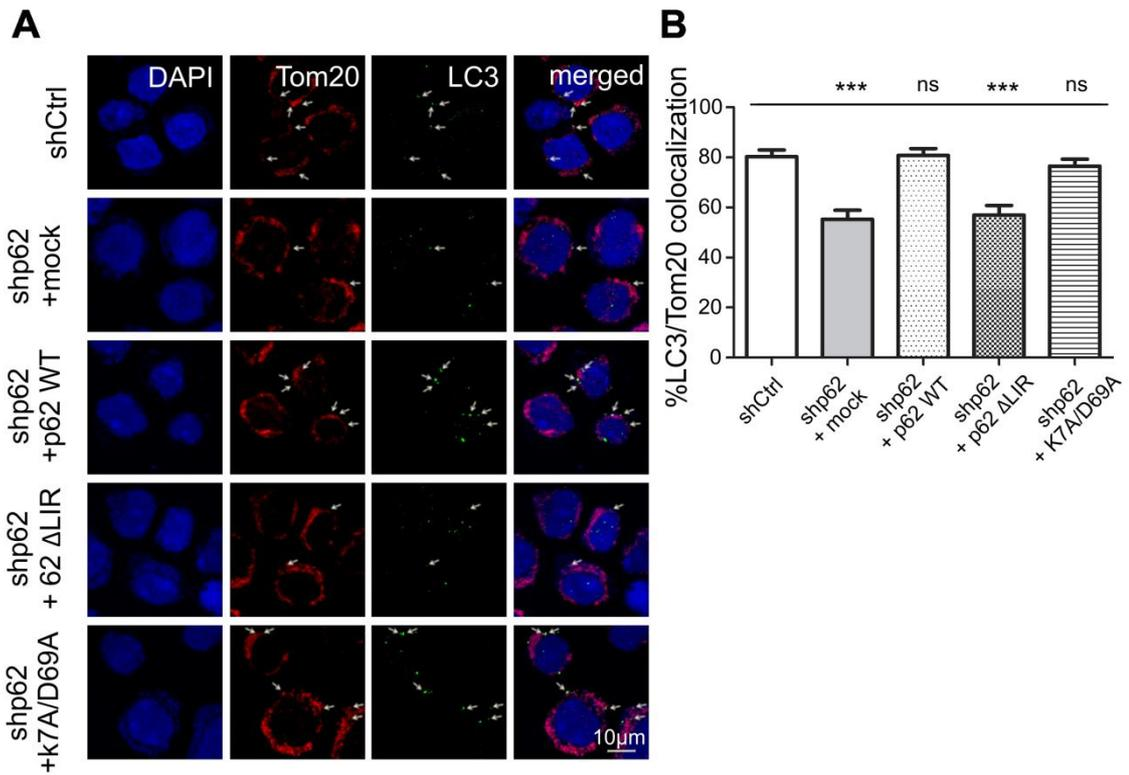 A
B
DAPI
Tom20
LC3
merged
shCtrl
shp62
+mock
shp62
+p62 WT
shp62
+ 62 ΔLIR
shp62
+k7A/D69A
10µm
%LC3/Tom20 colocalization
***
ns
***
ns
100
80
60
40
20
0
shCtrl
shp62
+ mock
shp62
+ p62 WT
shp62
+ p62 ΔLIR
shp62
+ K7A/D69A